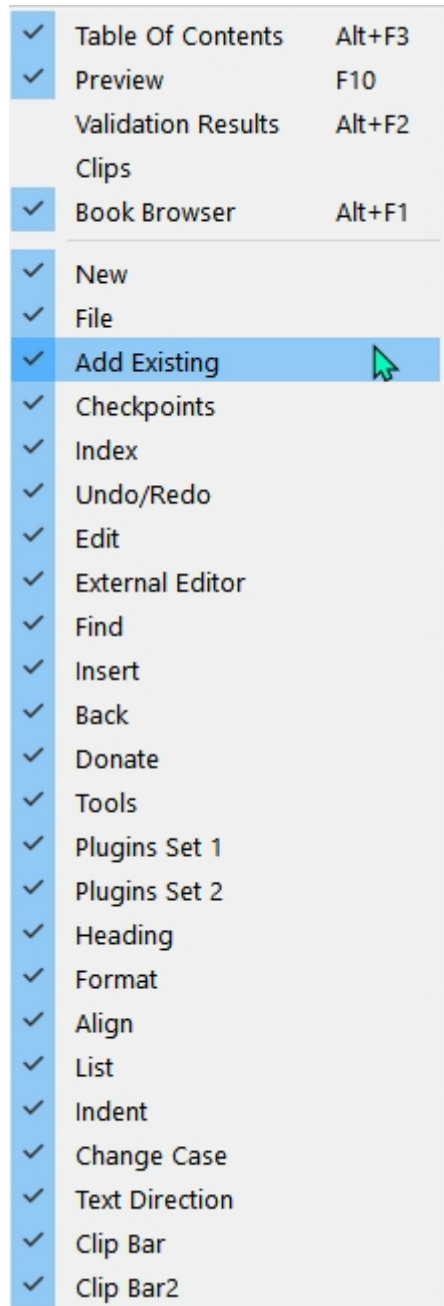 Table Of Contents Alt+F3
Preview F10
Validation Results Alt+F2
Clips
Book Browser Alt+F1
New
File
Add Existing
Checkpoints
Index
Undo/Redo
Edit
External Editor
Find
Insert
Back
Donate
Tools
Plugins Set 1
Plugins Set 2
Heading
Format
Align
List
Indent
Change Case
Text Direction
Clip Bar
Clip Bar2